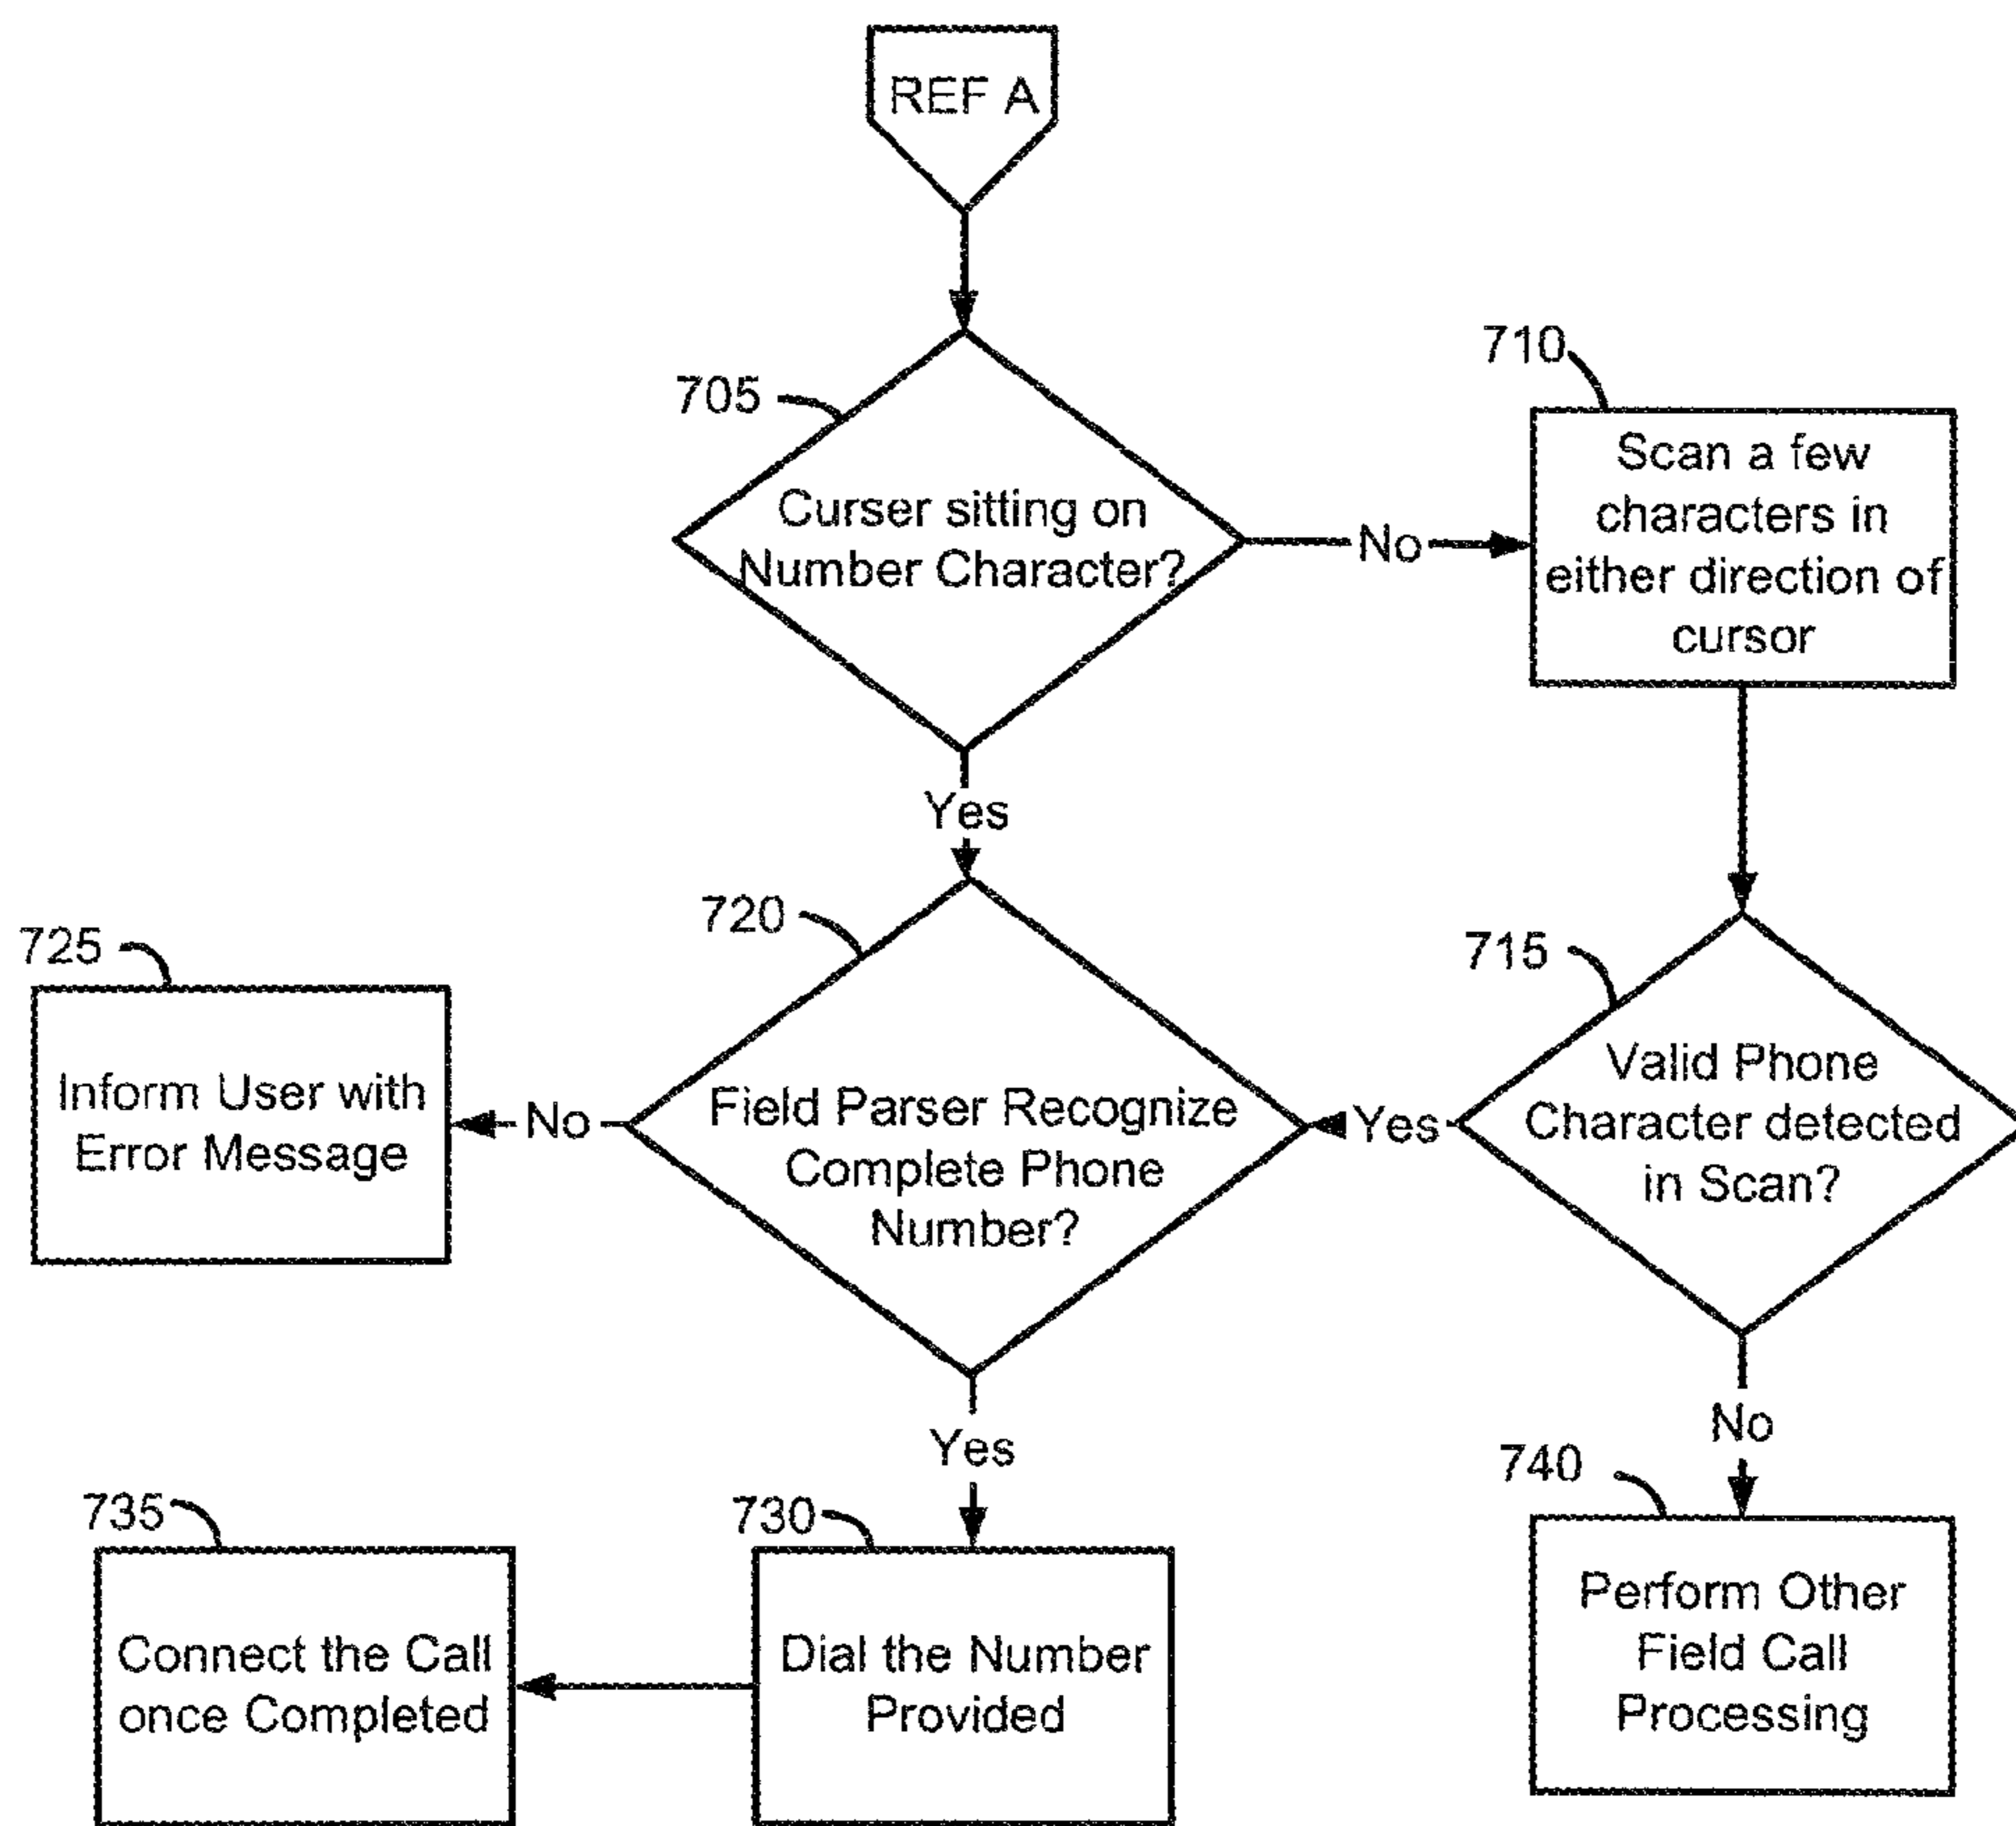 REF A
705
Curser sitting on
Number Character?
No
710
Scan a few
characters in
either direction of
cursor
Yes
720
Field Parser Recognize
Complete Phone
Number?
No
725
Inform User with
Error Message
Yes
715
Valid Phone
Character detected
in Scan?
Yes
730
Dial the Number
Provided
735
Connect the Call
once Completed
No
740
Perform Other
Field Call
Processing